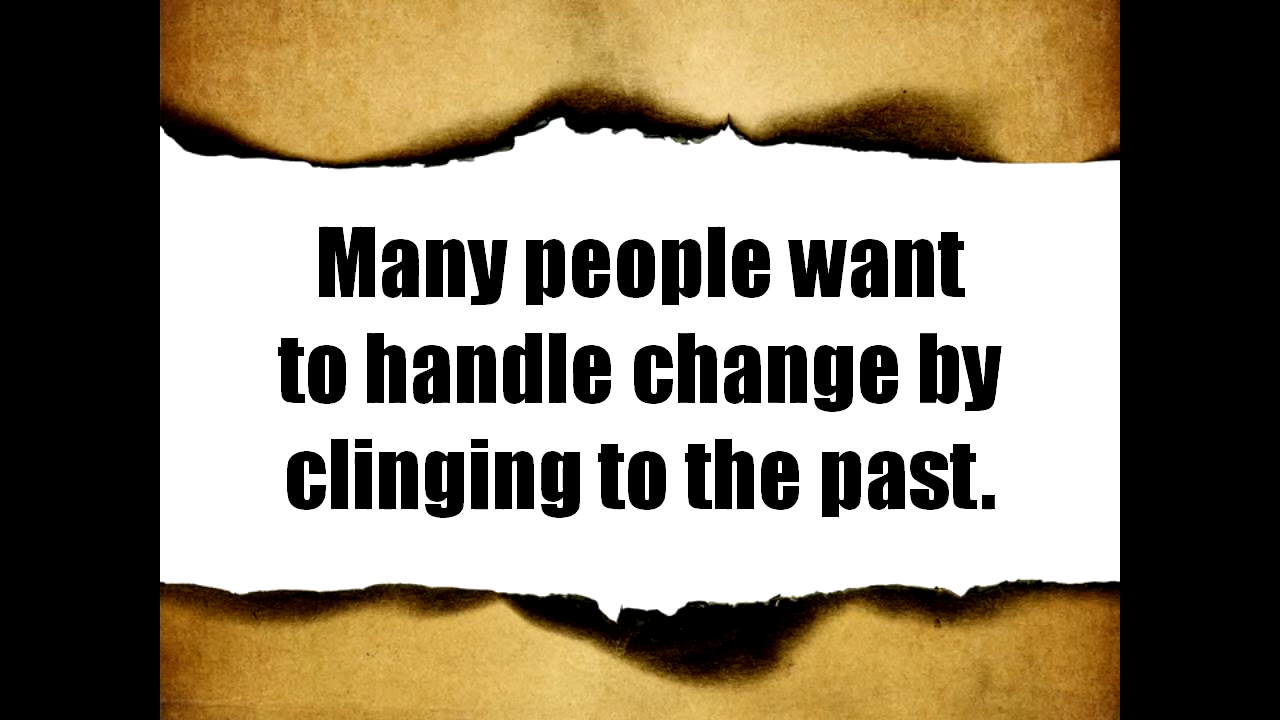 Many people want
to handle change by
clinging to the past.